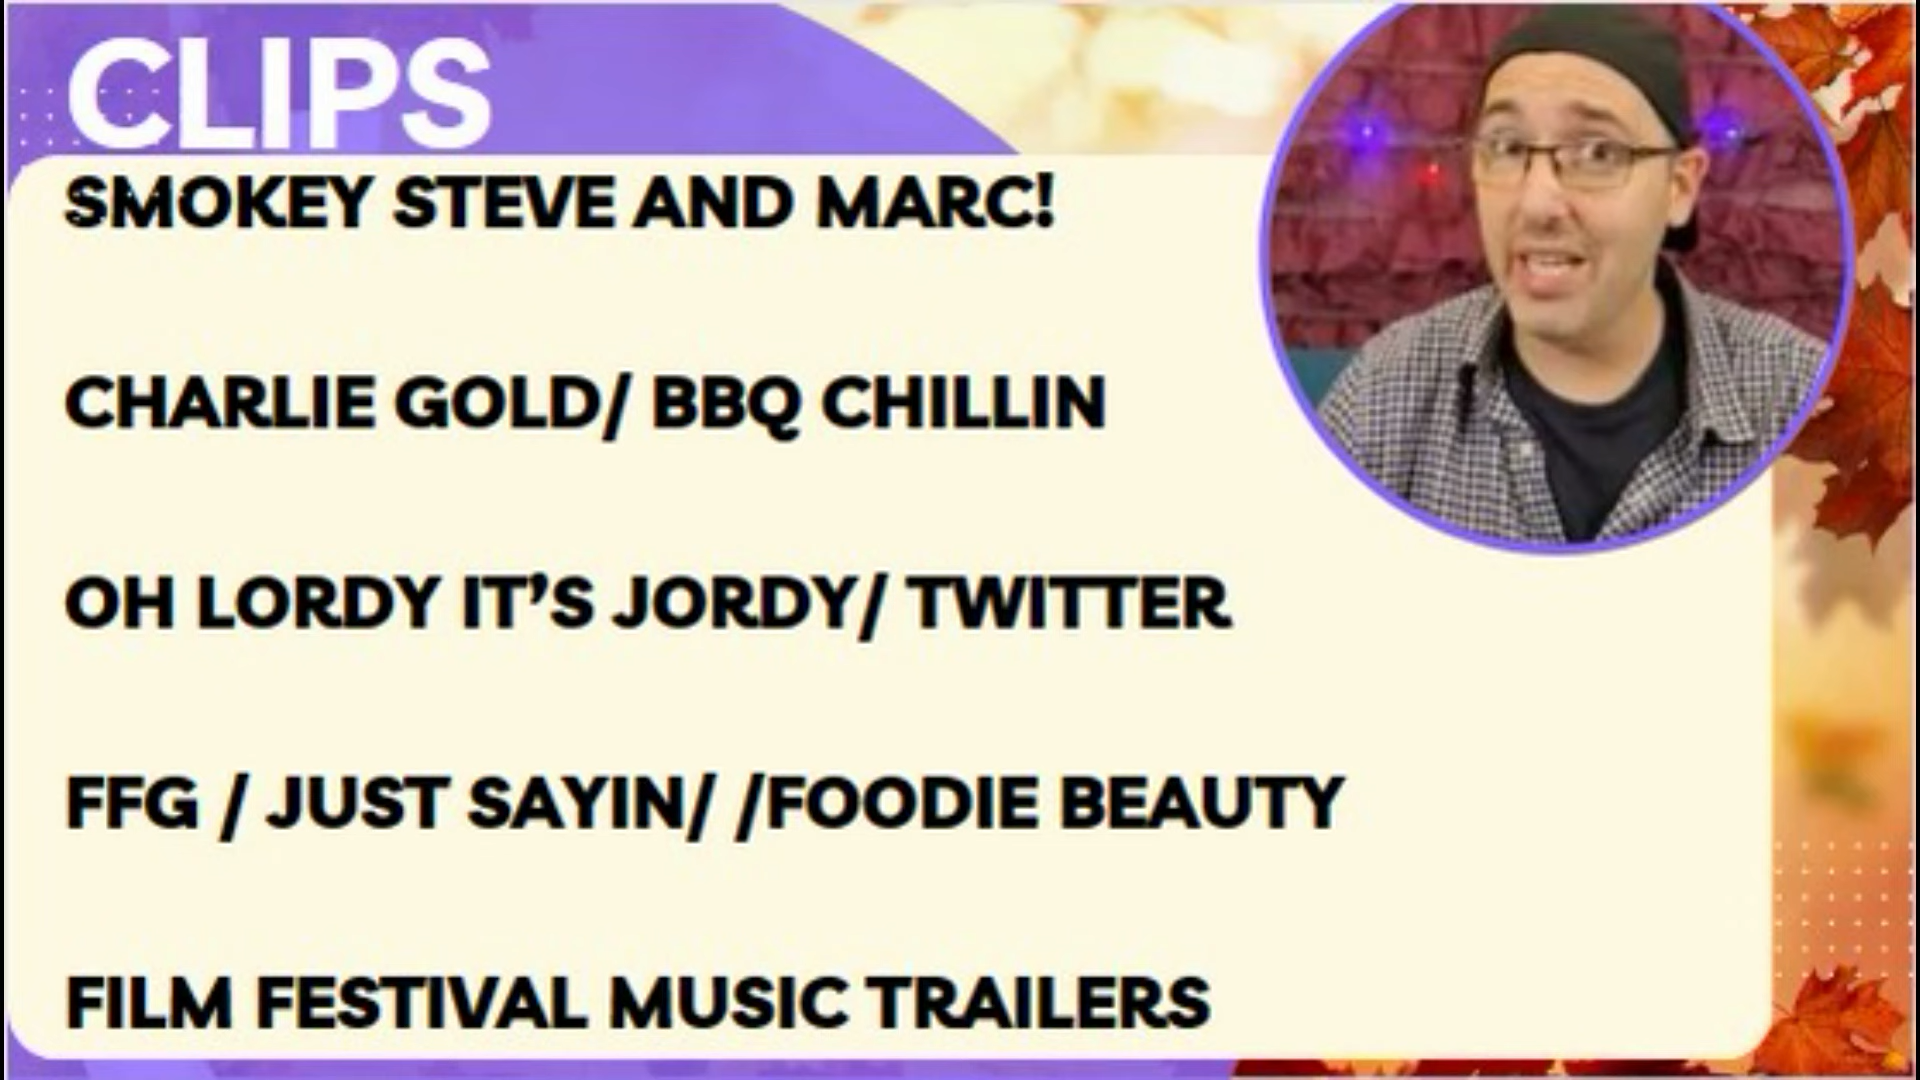 CLIPS
SMOKEY STEVE AND MARC!
CHARLIE GOLD/ BBQ CHILLIN
OH LORDY IT’S JORDY/ TWITTER
FFG / JUST SAYIN/ /FOODIE BEAUTY
FILM FESTIVAL MUSIC TRAILERS